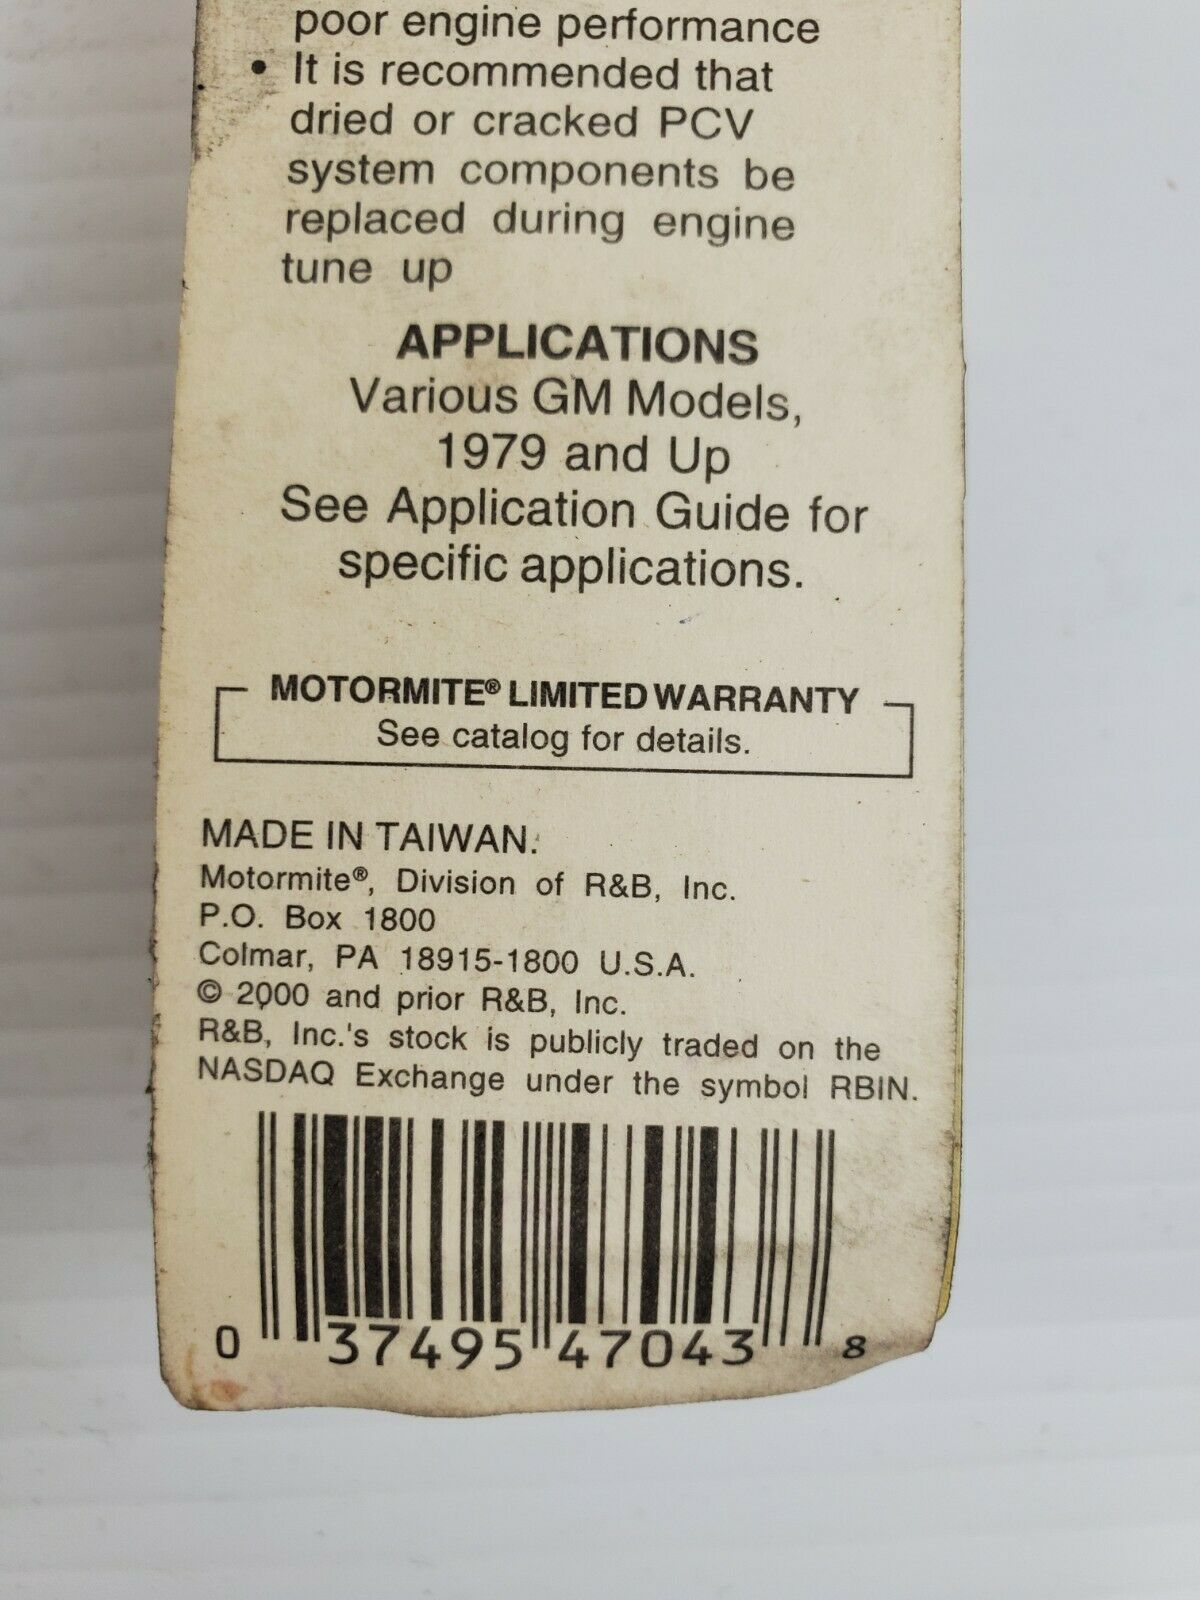 poor engine performance
• It is recommended that
dried or cracked PCV
system components be
replaced during engine
tune up
APPLICATIONS
Various GM Models,
1979 and Up
See Application Guide for
specific applications.
MOTORMITE® LIMITED WARRANTY
See catalog for details.
MADE IN TAIWAN.
Motormite®, Division of R&B, Inc.
P.O. Box 1800
Colmar, PA 18915-1800 U.S.A.
© 2000 and prior R&B, Inc.
R&B, Inc.'s stock is publicly traded on the
NASDAQ Exchange under the symbol RBIN.
0 37495 47043 8